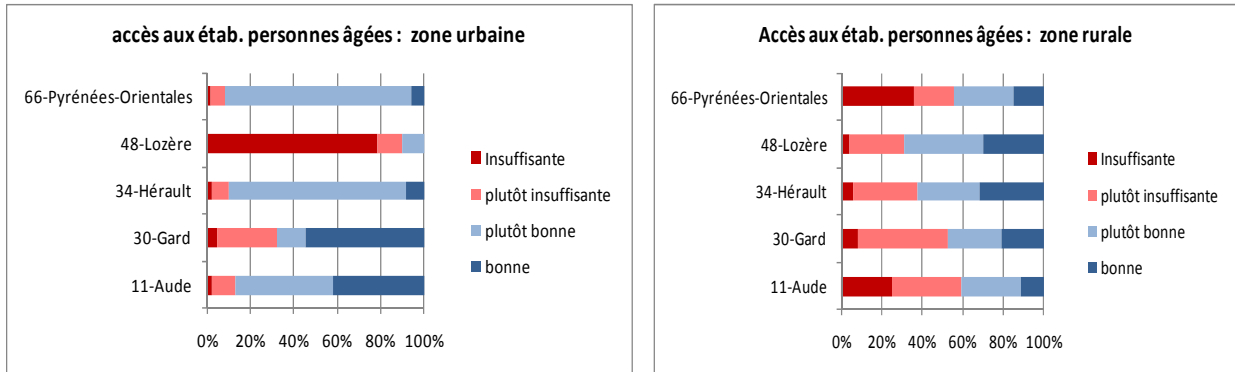 accès aux étab. personnes âgées :  zone urbaine
66-Pyrénées-Orientales
48-Lozère
34-Hérault
30-Gard
11-Aude
0% 20% 40% 60% 80% 100%
Insuffisante
plutôt insuffisante
plutôt bonne
bonne
Accès aux étab. personnes âgées :  zone rurale
66-Pyrénées-Orientales
48-Lozère
34-Hérault
30-Gard
11-Aude
0% 20% 40% 60% 80% 100%
Insuffisante
plutôt insuffisante
plutôt bonne
bonne